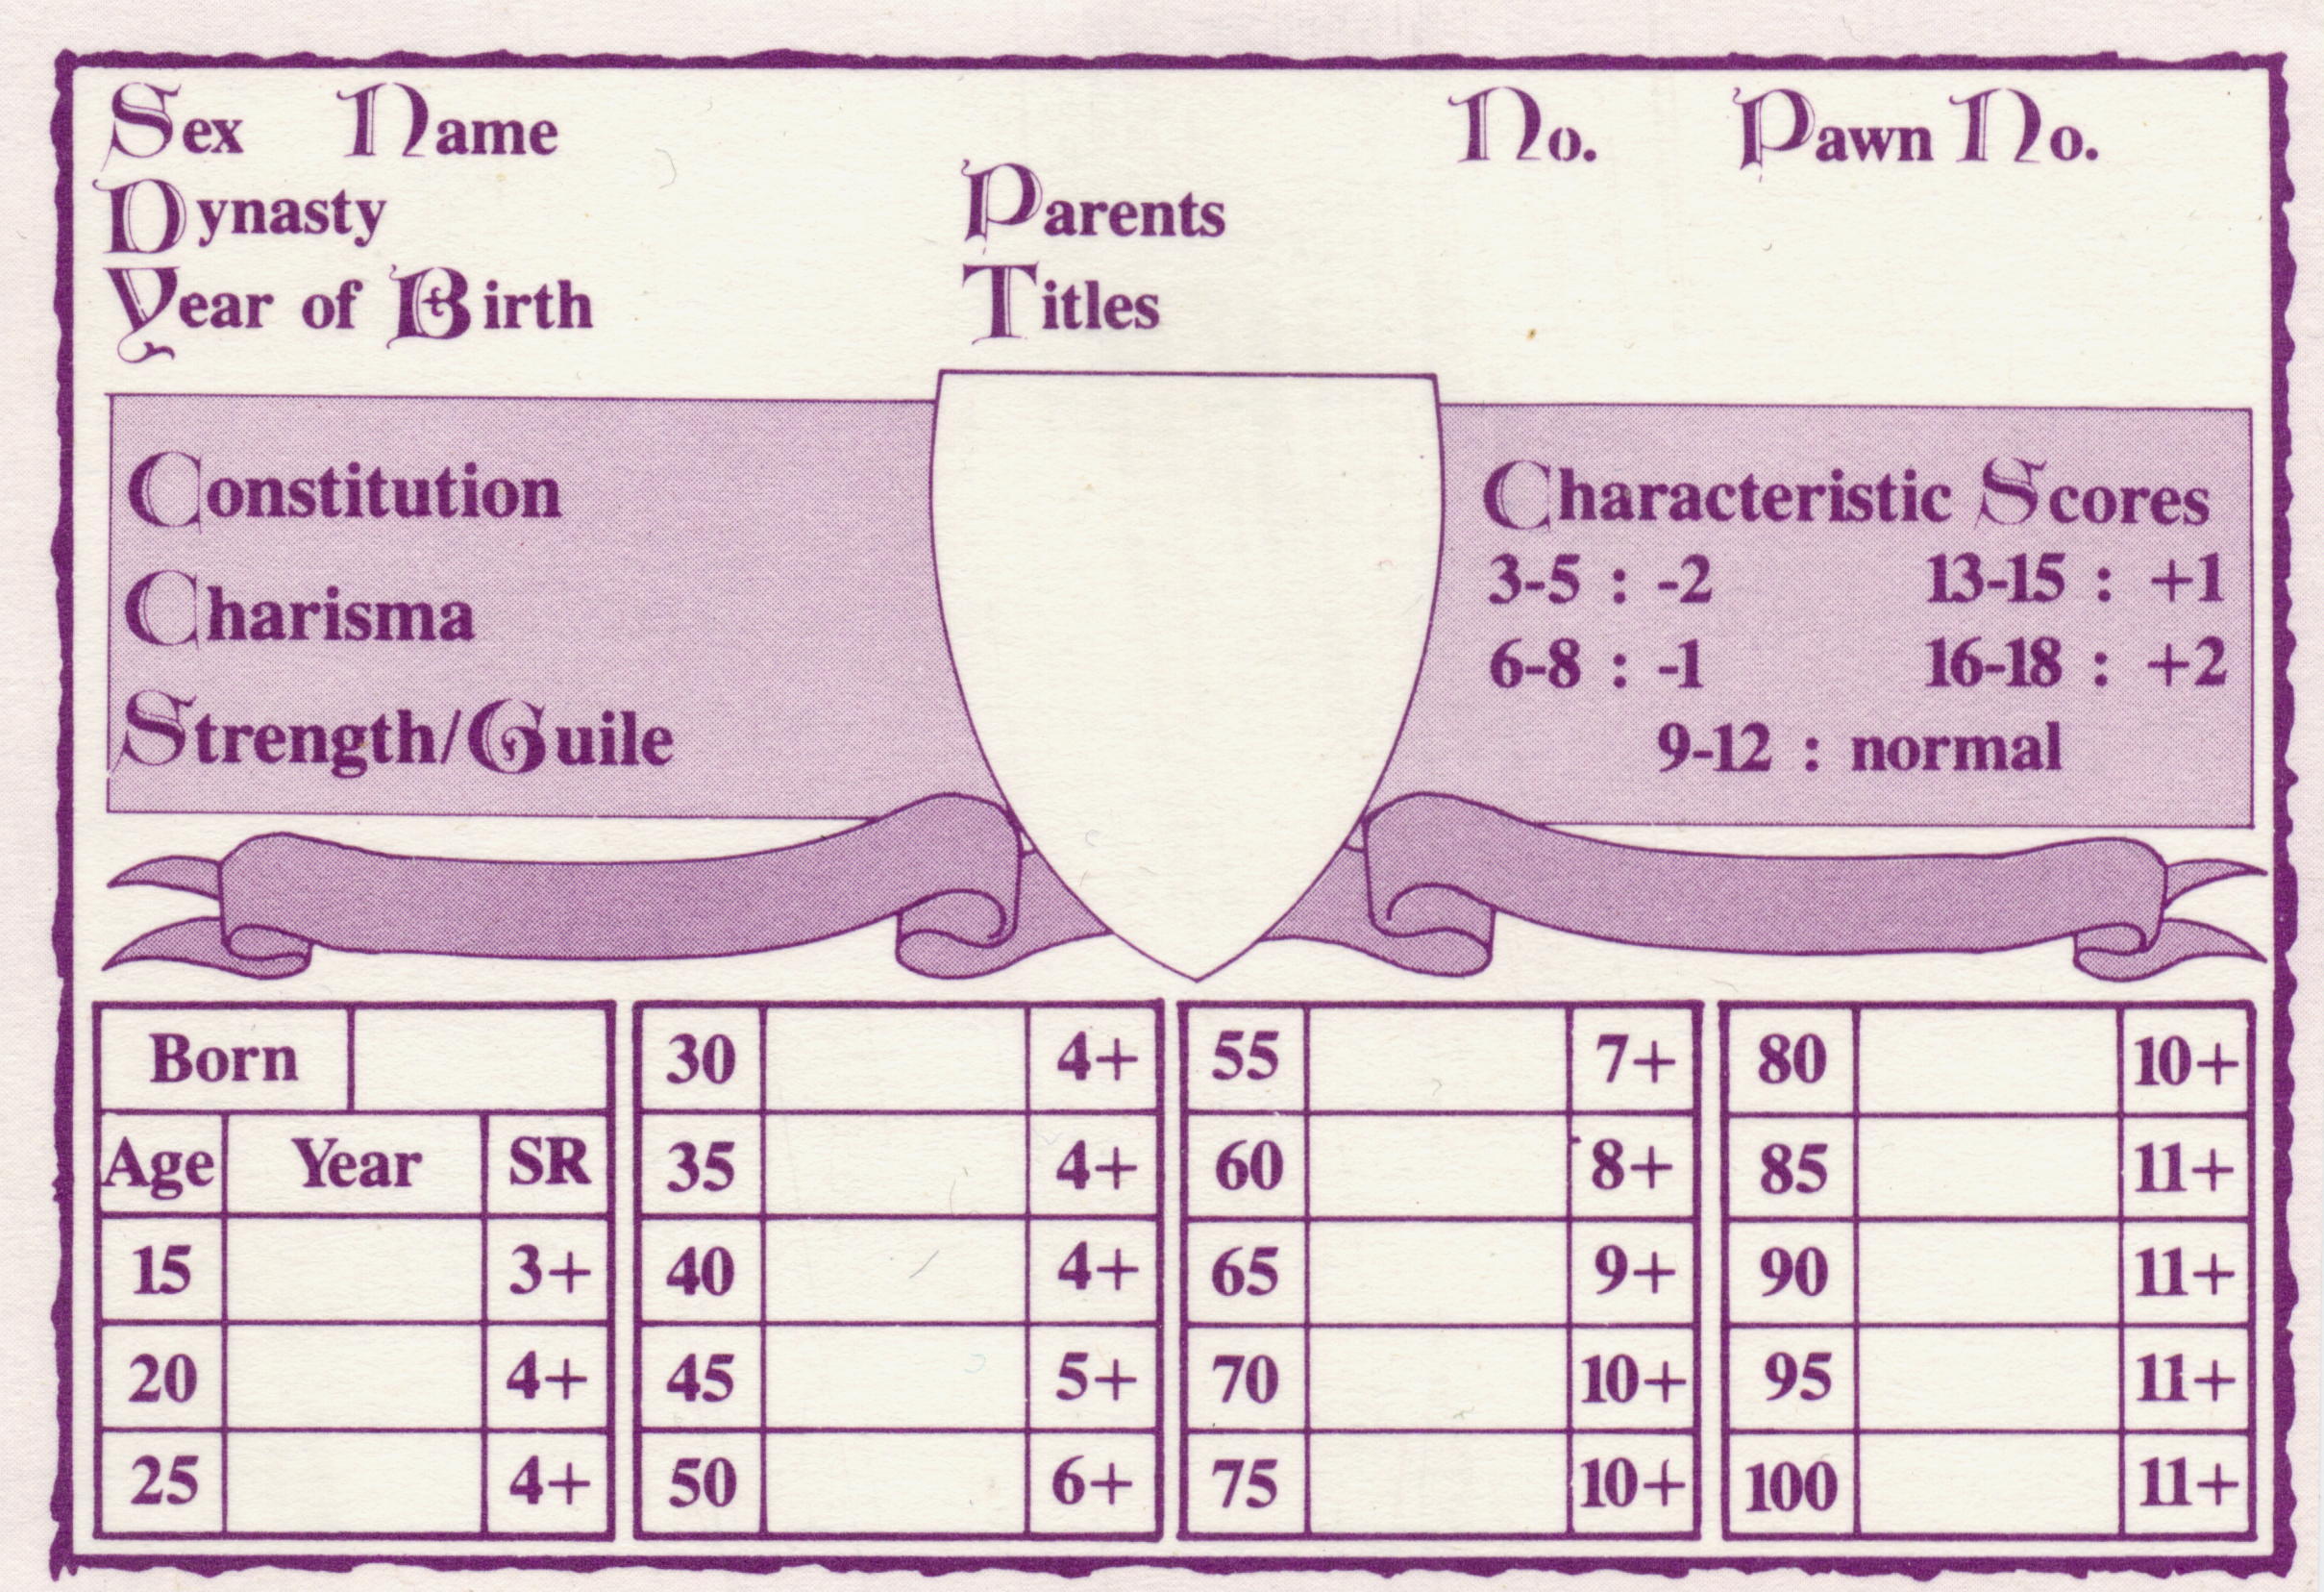 Sex Name No. Pawn No.
Dynasty Parents
Year of Birth Titles
Constitution
Charisma
Strength/Guile
Characteristic Scores
3-5 : -2 13-15 : +1
6-8 : -1 16-18 : +2
9-12 : normal
Born
Age Year SR
15 3+
20 4+
25 4+
30 4+
35 4+
40 4+
45 5+
50 6+
55 7+
60 8+
65 9+
70 10+
75 10+
80 10+
85 11+
90 11+
95 11+
100 11+